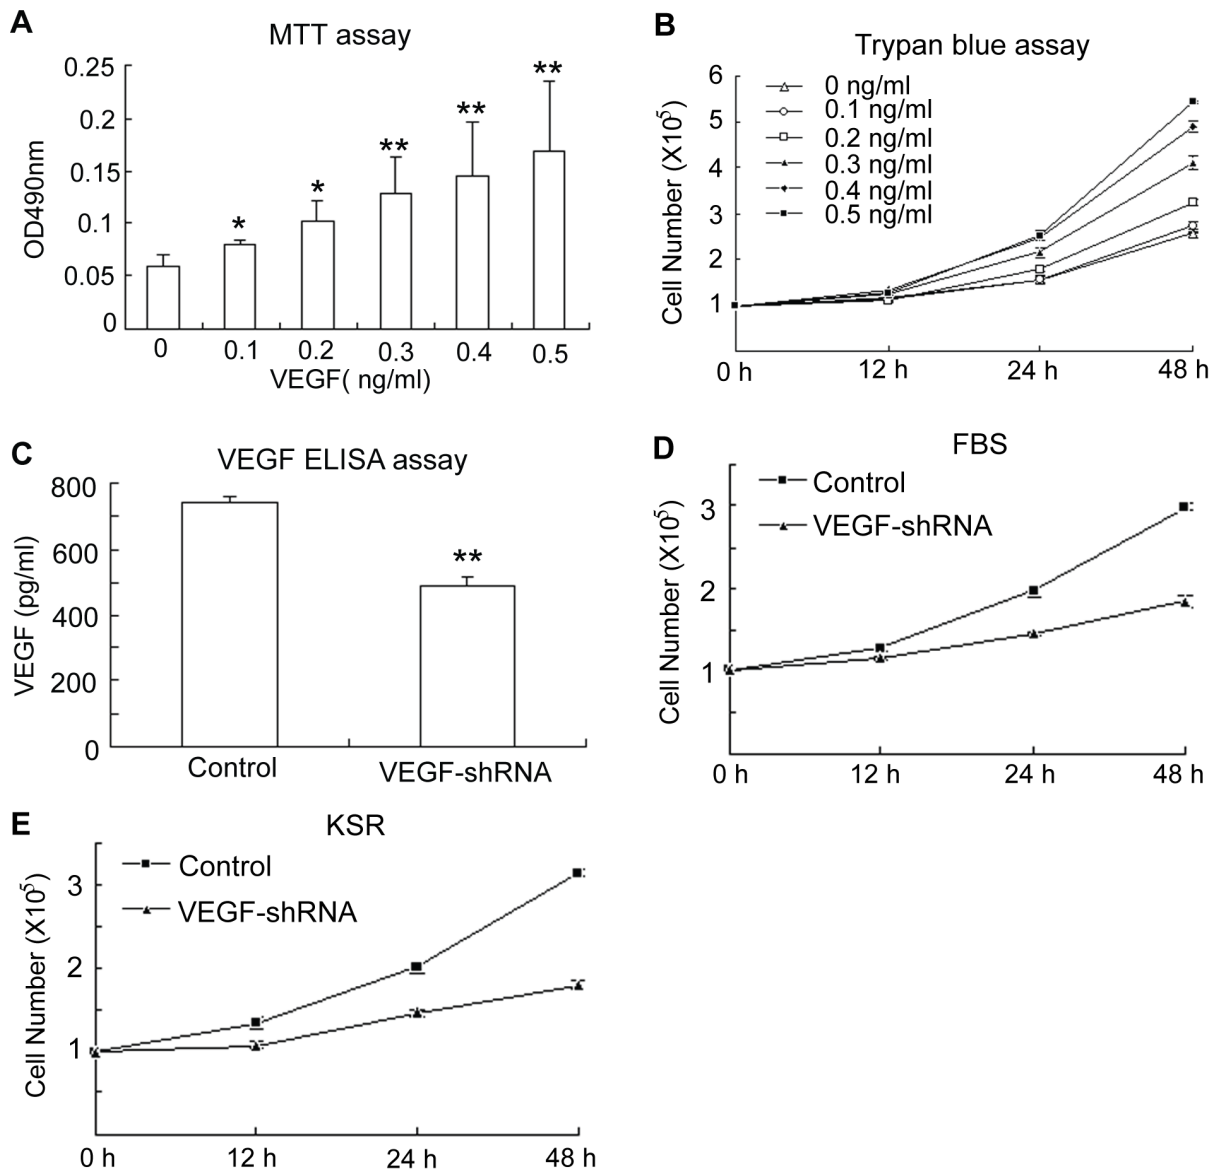 A
MTT assay
0.25
0.2
0.15
0.1
0.05
0
OD490nm
*
*
**
**
**
0
0.1
0.2
0.3
0.4
0.5
VEGF( ng/ml)
B
Trypan blue assay
6
5
4
3
2
1
Cell Number (X10⁵)
0 ng/ml
0.1 ng/ml
0.2 ng/ml
0.3 ng/ml
0.4 ng/ml
0.5 ng/ml
0 h
12 h
24 h
48 h
C
VEGF ELISA assay
800
600
400
200
0
VEGF (pg/ml)
**
Control
VEGF-shRNA
D
FBS
Control
VEGF-shRNA
3
2
1
Cell Number (X10⁵)
0 h
12 h
24 h
48 h
E
KSR
Control
VEGF-shRNA
3
2
1
Cell Number (X10⁵)
0 h
12 h
24 h
48 h